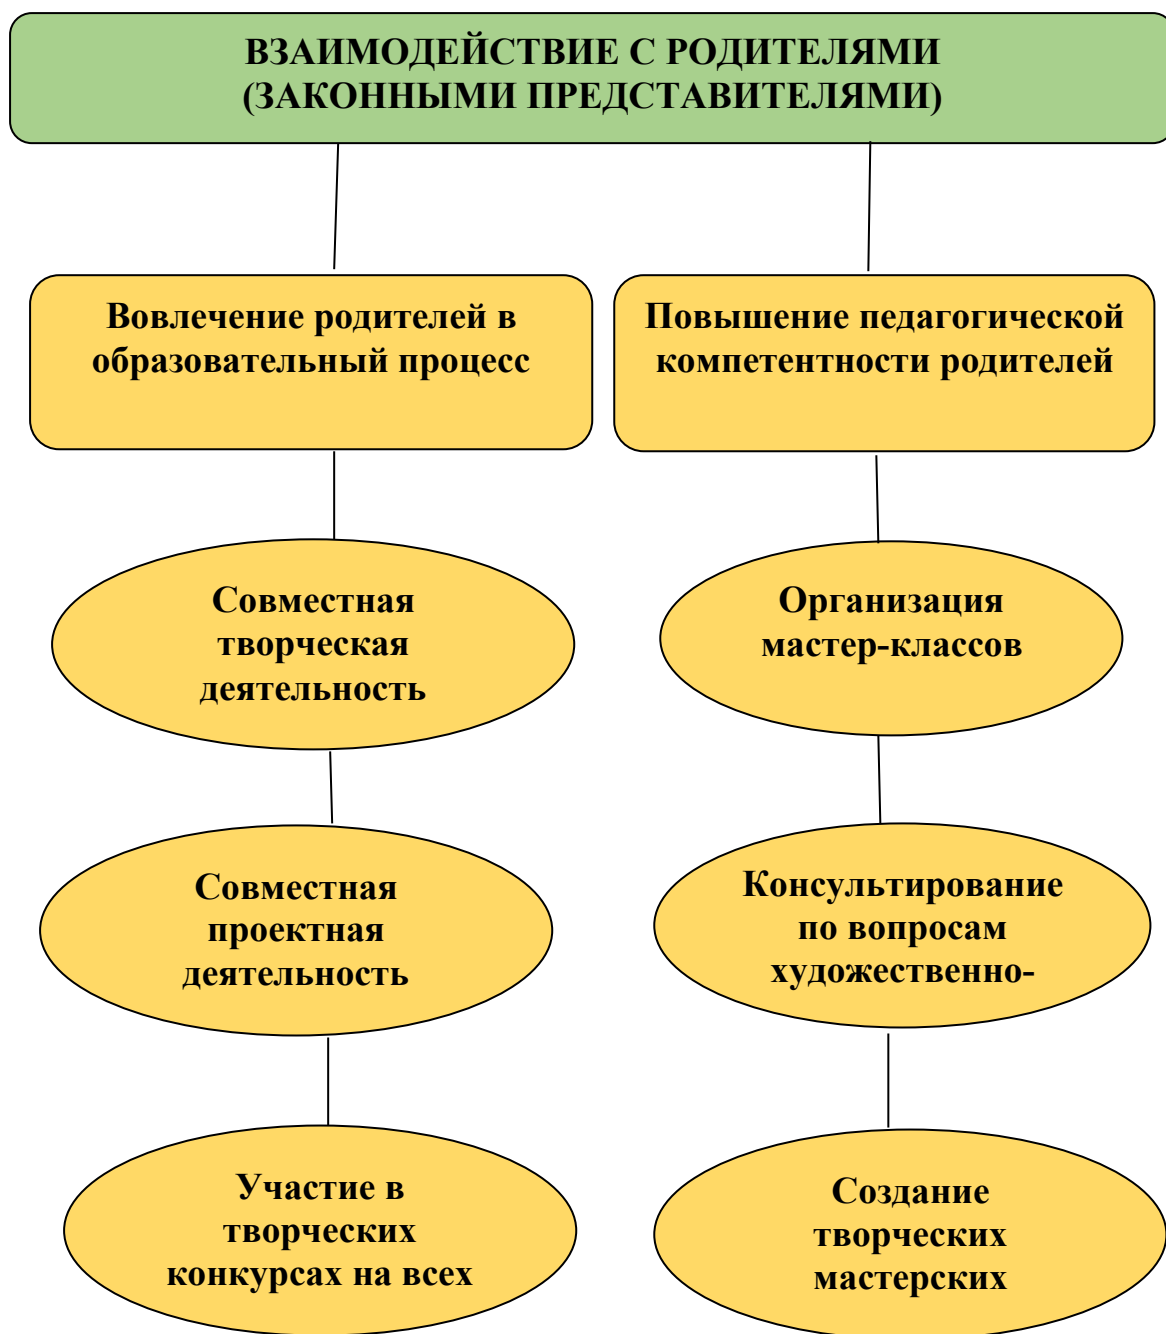 ВЗАИМОДЕЙСТВИЕ С РОДИТЕЛЯМИ
(ЗАКОННЫМИ ПРЕДСТАВИТЕЛЯМИ)
Вовлечение родителей в
образовательный процесс
Повышение педагогической
компетентности родителей
Совместная
творческая
деятельность
Организация
мастер-классов
Совместная
проектная
деятельность
Консультирование
по вопросам
художественно-
Участие в
творческих
конкурсах на всех
Создание
творческих
мастерских